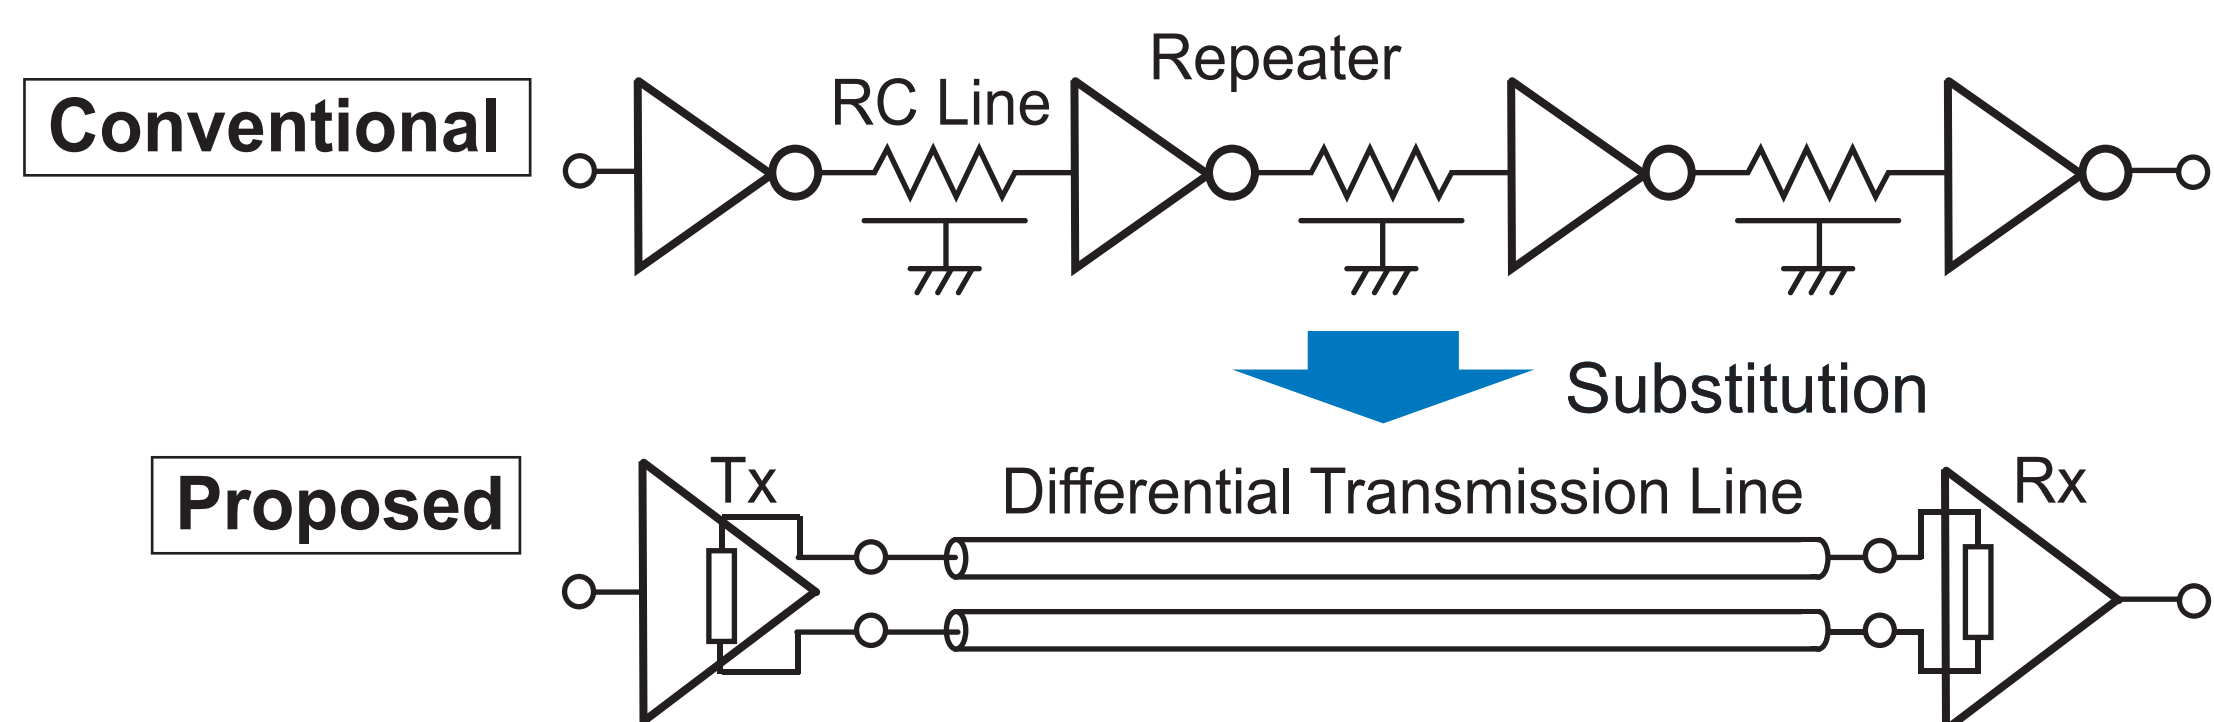 Repeater
RC Line
Conventional
Substitution
Proposed
Tx
Differential Transmission Line
Rx